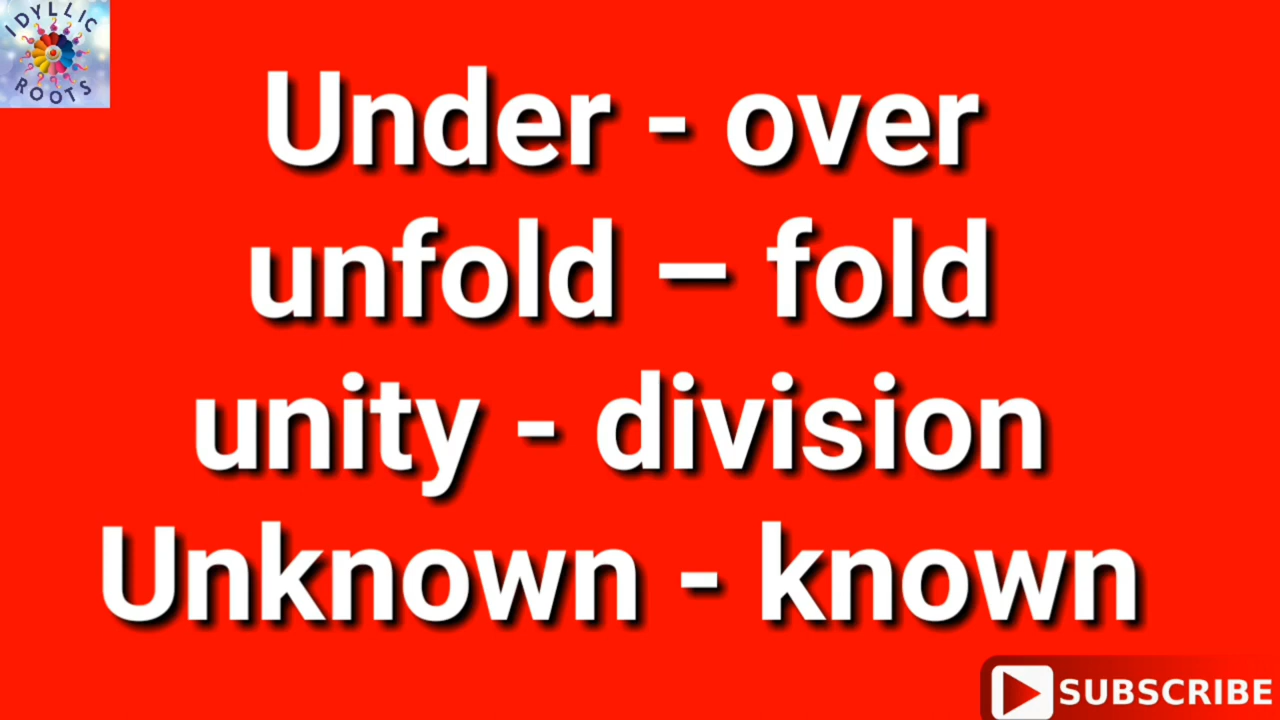 IDYLLIC
ROOTS
Under - over
unfold – fold
unity - division
Unknown - known
SUBSCRIBE